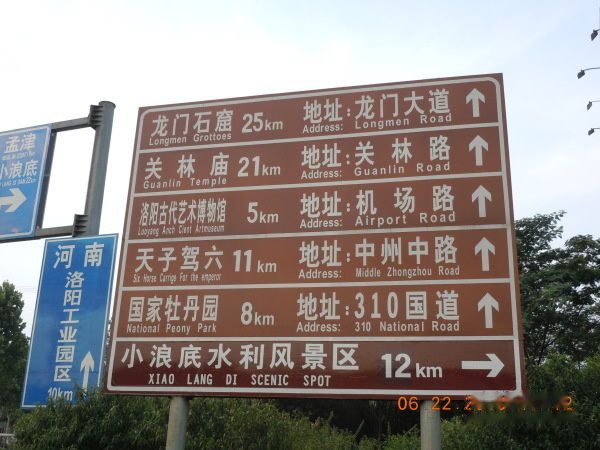 孟津
小浪底
河南
洛阳工业园区
10km
龙门石窟 25km 地址:龙门大道
Longmen Grottoes Address: Longmen Road
关林庙 21km 地址:关林路
Guanlin Temple Address: Guanlin Road
洛阳古代艺术博物馆 5km 地址:机场路
Luoyang Arch Cient Artmuseum Address: Airport Road
天子驾六 11km 地址:中州中路
Six Horse Carrige For the emperor Address: Middle Zhongzhou Road
国家牡丹园 8km 地址:310国道
National Peony Park Address: 310 National Road
小浪底水利风景区 12km
XIAO LANG DI SCENIC SPOT